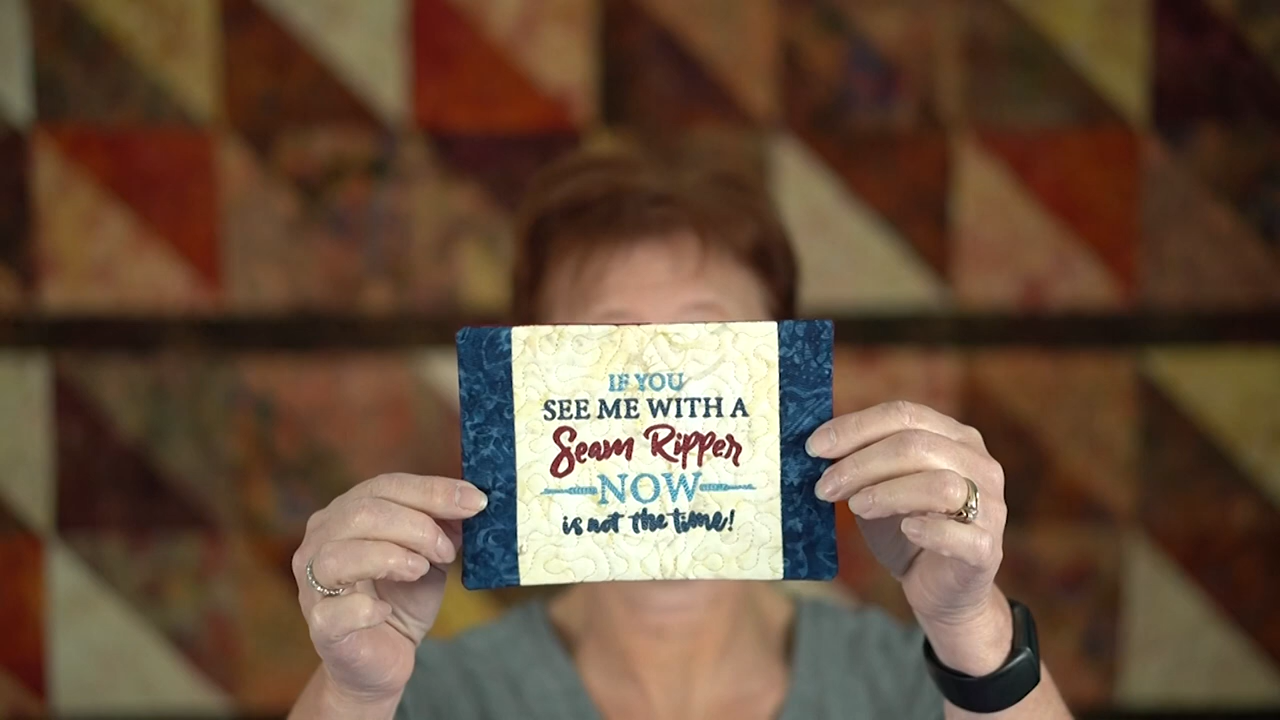 IF YOU
SEE ME WITH A
Seam Ripper
NOW
is not the time!